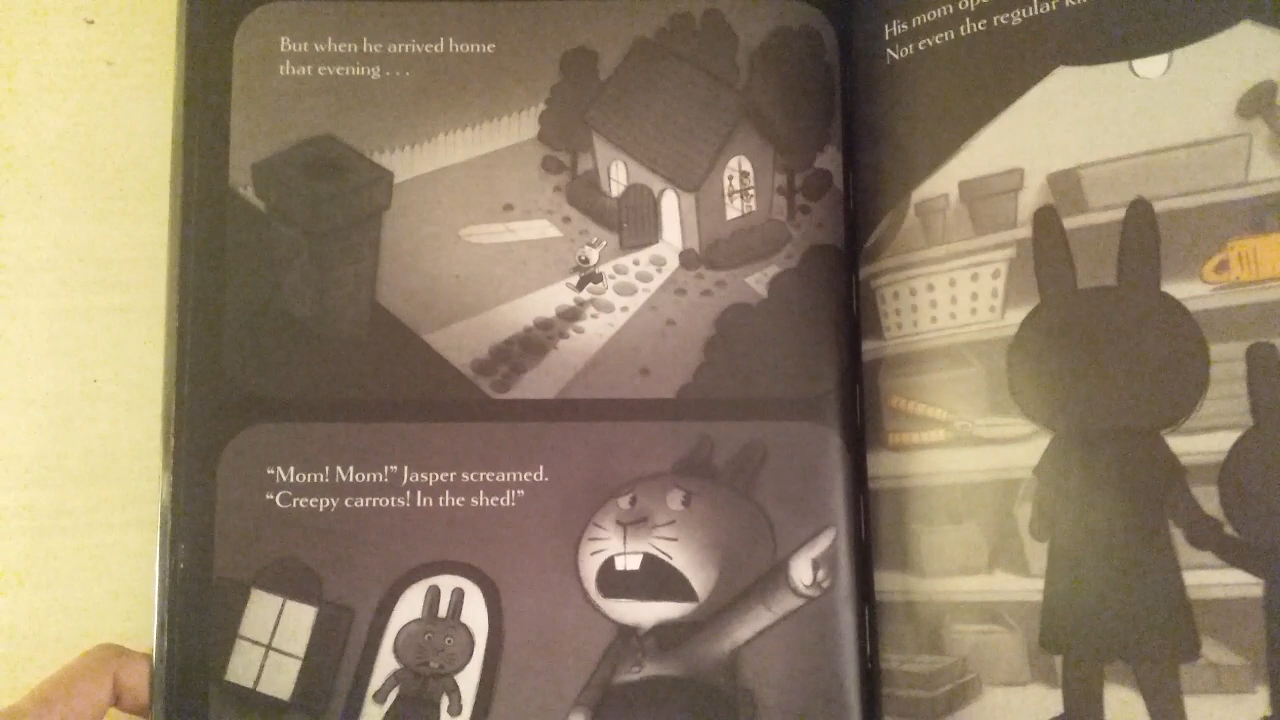 But when he arrived home
that evening . . .
“Mom! Mom!” Jasper screamed.
“Creepy carrots! In the shed!”
His mom
Not even the regular